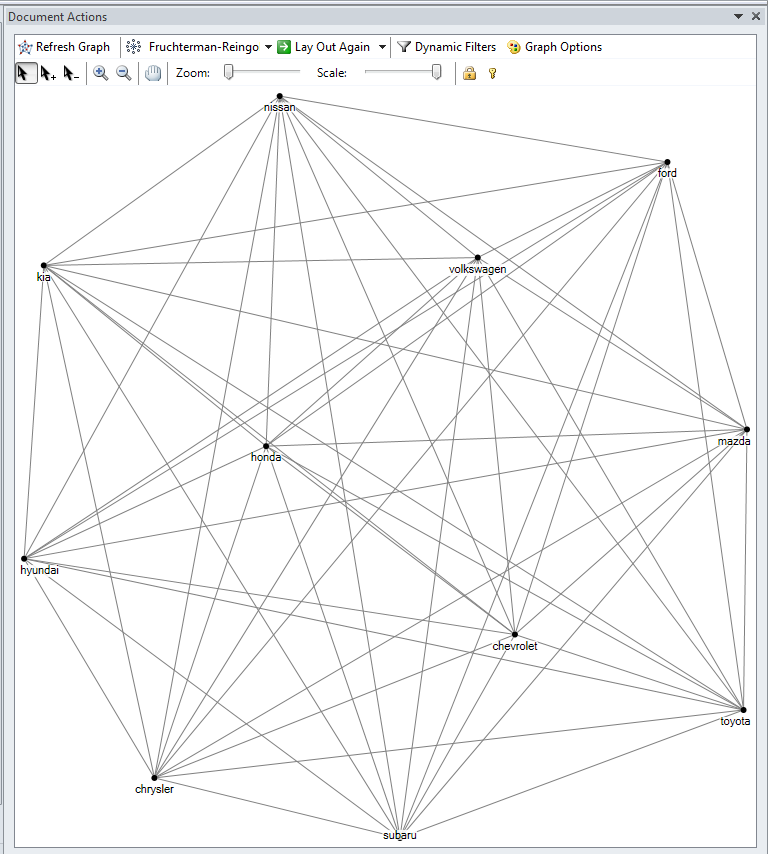 Document Actions
Refresh Graph Fruchterman-Reingo Lay Out Again Dynamic Filters Graph Options
Zoom: Scale:
nissan
ford
volkswagen
kia
mazda
honda
hyundai
chevrolet
toyota
chrysler
subaru